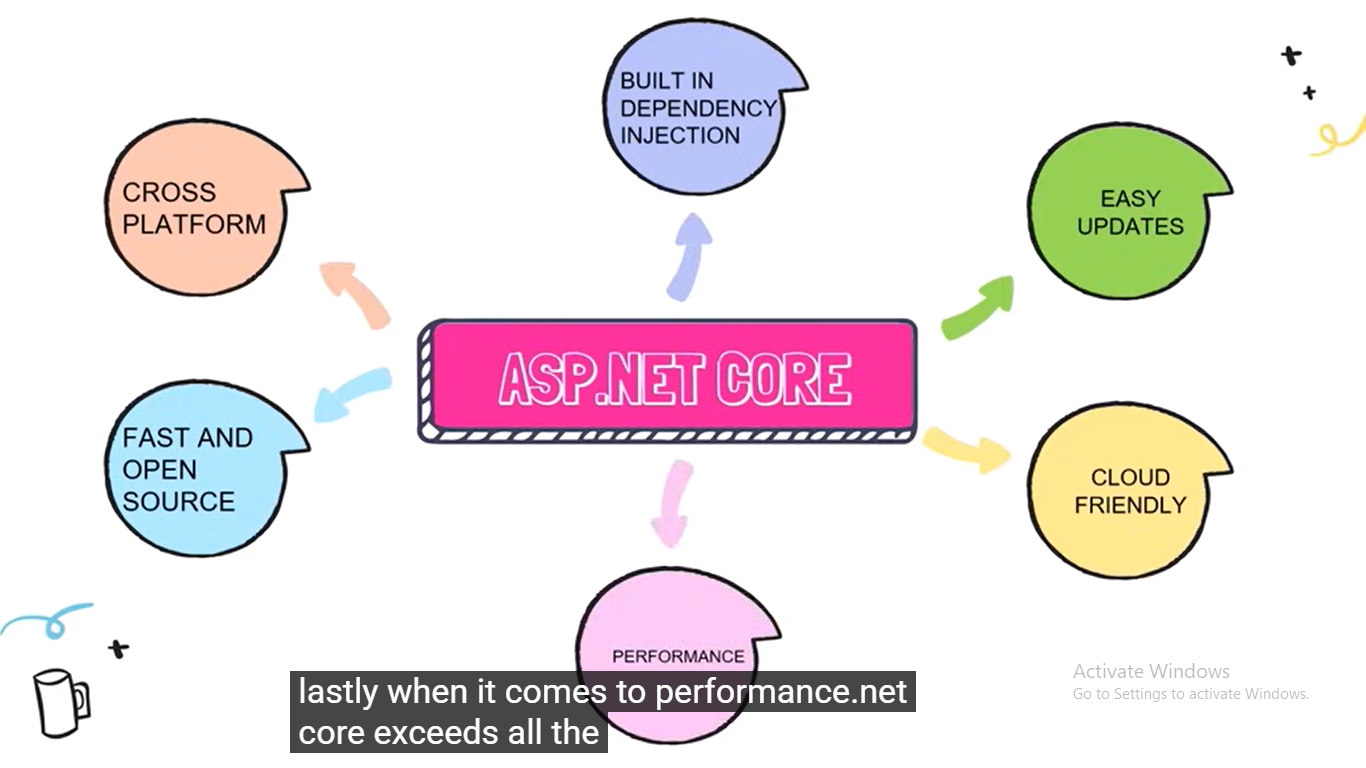 BUILT IN
DEPENDENCY
INJECTION
CROSS
PLATFORM
EASY
UPDATES
ASP.NET CORE
FAST AND
OPEN
SOURCE
CLOUD
FRIENDLY
PERFORMANCE
lastly when it comes to performance.net
core exceeds all the
Activate Windows
Go to Settings to activate Windows.